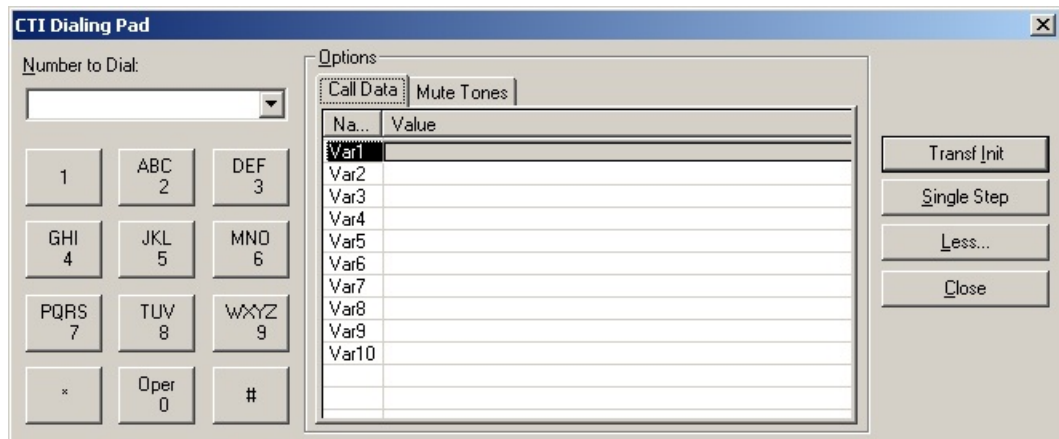 CTI Dialing Pad
Number to Dial:
1
ABC
2
DEF
3
GHI
4
JKL
5
MNO
6
PQRS
7
TUV
8
WXYZ
9
*
Oper
0
#
Options
Call Data
Mute Tones
Na... Value
Var1
Var2
Var3
Var4
Var5
Var6
Var7
Var8
Var9
Var10
Transf Init
Single Step
Less...
Close